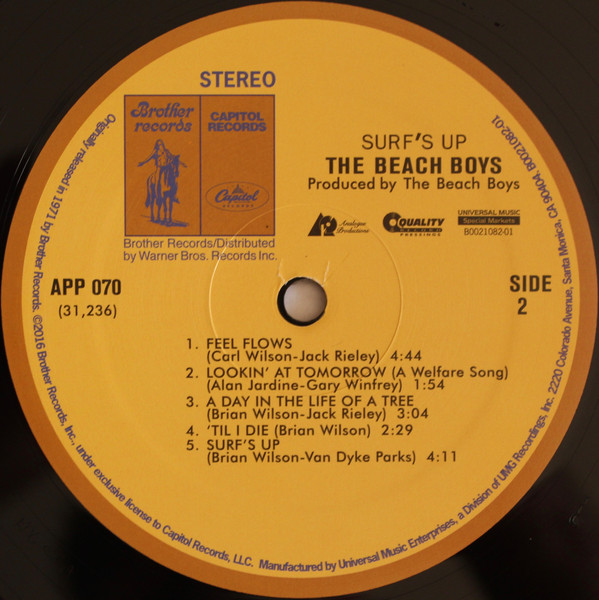 STEREO
Brother
records
CAPITOL
RECORDS
Capitol
RECORDS
Brother Records/Distributed
by Warner Bros. Records Inc.
SURF'S UP
THE BEACH BOYS
Produced by The Beach Boys
AP
Analogue
Productions
QUALITY
RECORD
PRESSINGS
UNIVERSAL MUSIC
Special Markets
B0021082-01
APP 070
(31,236)
SIDE
2
1. FEEL FLOWS
(Carl Wilson-Jack Rieley) 4:44
2. LOOKIN' AT TOMORROW (A Welfare Song)
(Alan Jardine-Gary Winfrey) 1:54
3. A DAY IN THE LIFE OF A TREE
(Brian Wilson-Jack Rieley) 3:04
4. 'TIL I DIE (Brian Wilson) 2:29
5. SURF'S UP
(Brian Wilson-Van Dyke Parks) 4:11
Originally released in 1971 by Brother Records. ©2016 Brother Records, Inc., under exclusive license to Capitol Records, LLC. Manufactured by Universal Music Enterprises, a Division of UMG Recordings, Inc. 2220 Colorado Avenue, Santa Monica, CA 90404. B0021082-01